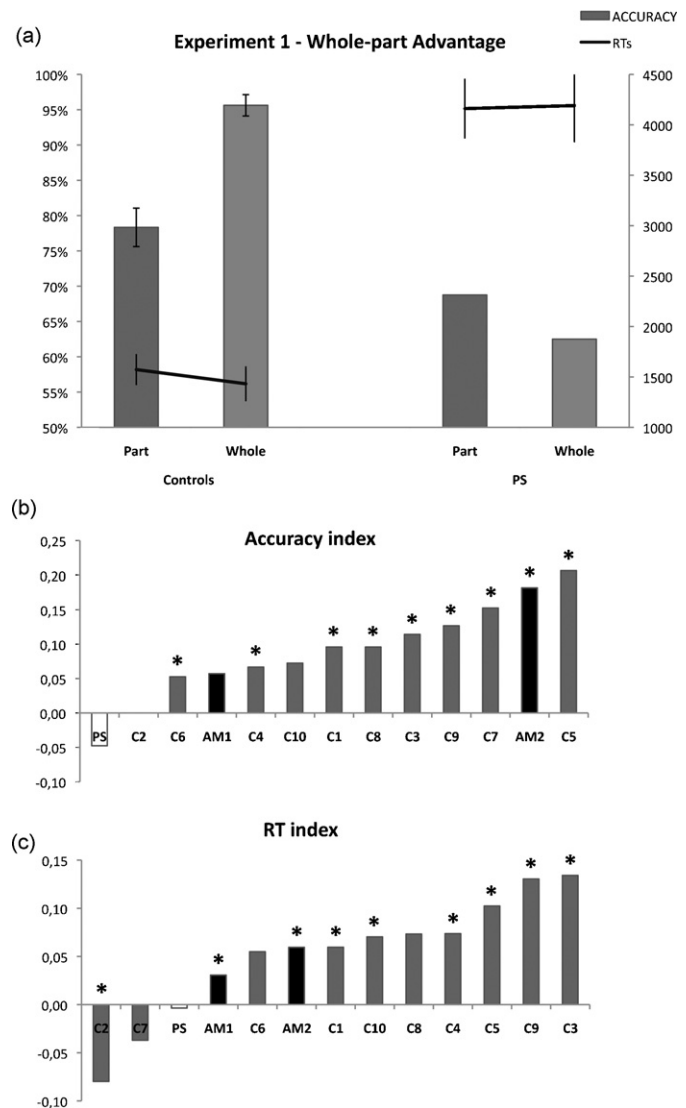 ACCURACY
(a) Experiment 1 - Whole-part Advantage RTs
100% 4500
95% 4000
90%
85% 3500
80% 3000
75%
70% 2500
65% 2000
60%
55% 1500
50% 1000
Part Whole Part Whole
Controls PS
(b)
Accuracy index
0,25
0,20
0,15
0,10
0,05
0,00
-0,05
-0,10
* * * * * * * * *
PS C2 C6 AM1 C4 C10 C1 C8 C3 C9 C7 AM2 C5
(c)
RT index
0,15
0,10
0,05
0,00
-0,05
-0,10
* * * * * * * * *
C2 C7 PS AM1 C6 AM2 C1 C10 C8 C4 C5 C9 C3